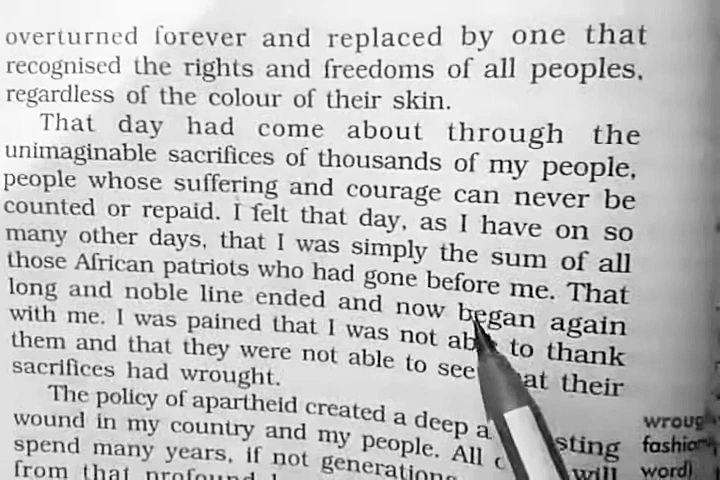 overturned forever and replaced by one that
recognised the rights and freedoms of all peoples,
regardless of the colour of their skin.
That day had come about through the
unimaginable sacrifices of thousands of my people,
people whose suffering and courage can never be
counted or repaid. I felt that day, as I have on so
many other days, that I was simply the sum of all
those African patriots who had gone before me. That
long and noble line ended and now began again
with me. I was pained that I was not to thank
them and that they were not able to see their
sacrifices had wrought.
The policy of apartheid created a deep
wound in my country and my people. All
spend many years, if not generations will
from that
word)